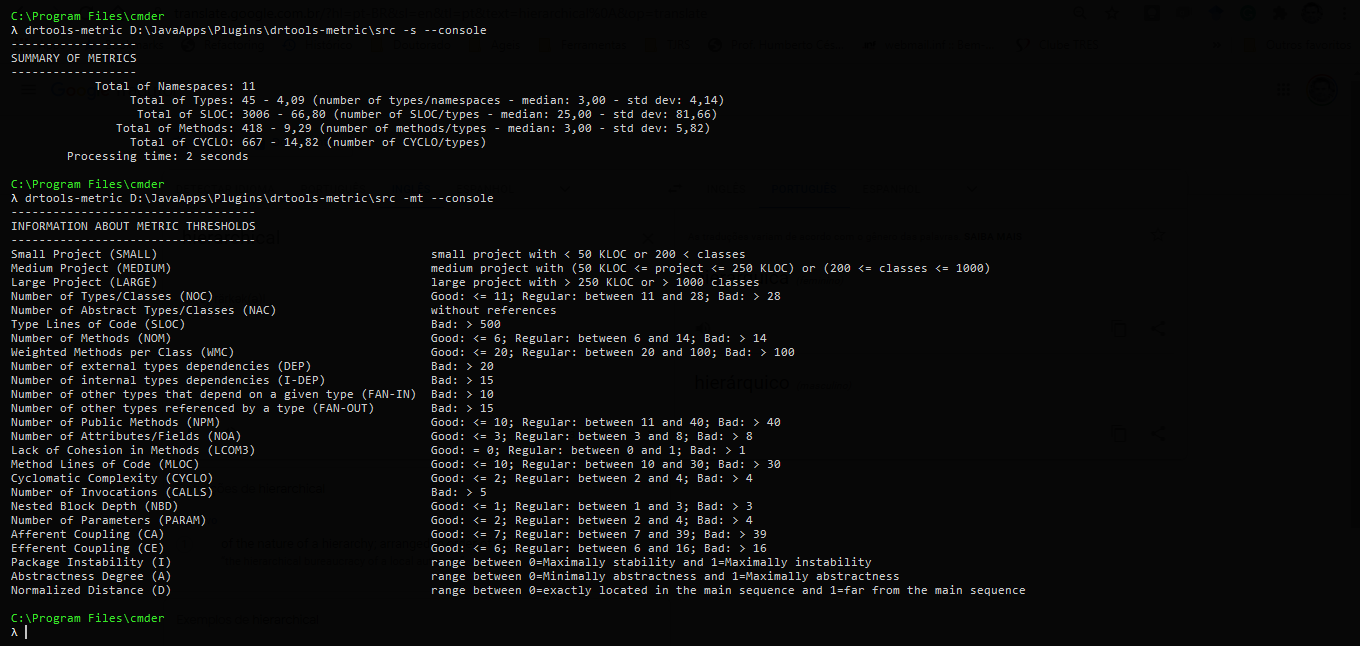 C:\Program Files\cmder
λ drtools-metric D:\JavaApps\Plugins\drtools-metric\src -s --console
------------------
SUMMARY OF METRICS
------------------
Total of Namespaces: 11
Total of Types: 45 - 4,09 (number of types/namespaces - median: 3,00 - std dev: 4,14)
Total of SLOC: 3006 - 66,80 (number of SLOC/types - median: 25,00 - std dev: 81,66)
Total of Methods: 418 - 9,29 (number of methods/types - median: 3,00 - std dev: 5,82)
Total of CYCLO: 667 - 14,82 (number of CYCLO/types)
Processing time: 2 seconds
C:\Program Files\cmder
λ drtools-metric D:\JavaApps\Plugins\drtools-metric\src -mt --console
-----------------------------------
INFORMATION ABOUT METRIC THRESHOLDS
-----------------------------------
Small Project (SMALL) small project with < 50 KLOC or 200 < classes
Medium Project (MEDIUM) medium project with (50 KLOC <= project <= 250 KLOC) or (200 <= classes <= 1000)
Large Project (LARGE) large project with > 250 KLOC or > 1000 classes
Number of Types/Classes (NOC) Good: <= 11; Regular: between 11 and 28; Bad: > 28
Number of Abstract Types/Classes (NAC) without references
Type Lines of Code (SLOC) Bad: > 500
Number of Methods (NOM) Good: <= 6; Regular: between 6 and 14; Bad: > 14
Weighted Methods per Class (WMC) Good: <= 20; Regular: between 20 and 100; Bad: > 100
Number of external types dependencies (DEP) Bad: > 20
Number of internal types dependencies (I-DEP) Bad: > 15
Number of other types that depend on a given type (FAN-IN) Bad: > 10
Number of other types referenced by a type (FAN-OUT) Bad: > 15
Number of Public Methods (NPM) Good: <= 10; Regular: between 11 and 40; Bad: > 40
Number of Attributes/Fields (NOA) Good: <= 3; Regular: between 3 and 8; Bad: > 8
Lack of Cohesion in Methods (LCOM3) Good: = 0; Regular: between 0 and 1; Bad: > 1
Method Lines of Code (MLOC) Good: <= 10; Regular: between 10 and 30; Bad: > 30
Cyclomatic Complexity (CYCLO) Good: <= 2; Regular: between 2 and 4; Bad: > 4
Number of Invocations (CALLS) Bad: > 5
Nested Block Depth (NBD) Good: <= 1; Regular: between 1 and 3; Bad: > 3
Number of Parameters (PARAM) Good: <= 2; Regular: between 2 and 4; Bad: > 4
Afferent Coupling (CA) Good: <= 7; Regular: between 7 and 39; Bad: > 39
Efferent Coupling (CE) Good: <= 6; Regular: between 6 and 16; Bad: > 16
Package Instability (I) range between 0=Maximally stability and 1=Maximally instability
Abstractness Degree (A) range between 0=Minimally abstractness and 1=Maximally abstractness
Normalized Distance (D) range between 0=exactly located in the main sequence and 1=far from the main sequence
C:\Program Files\cmder
λ